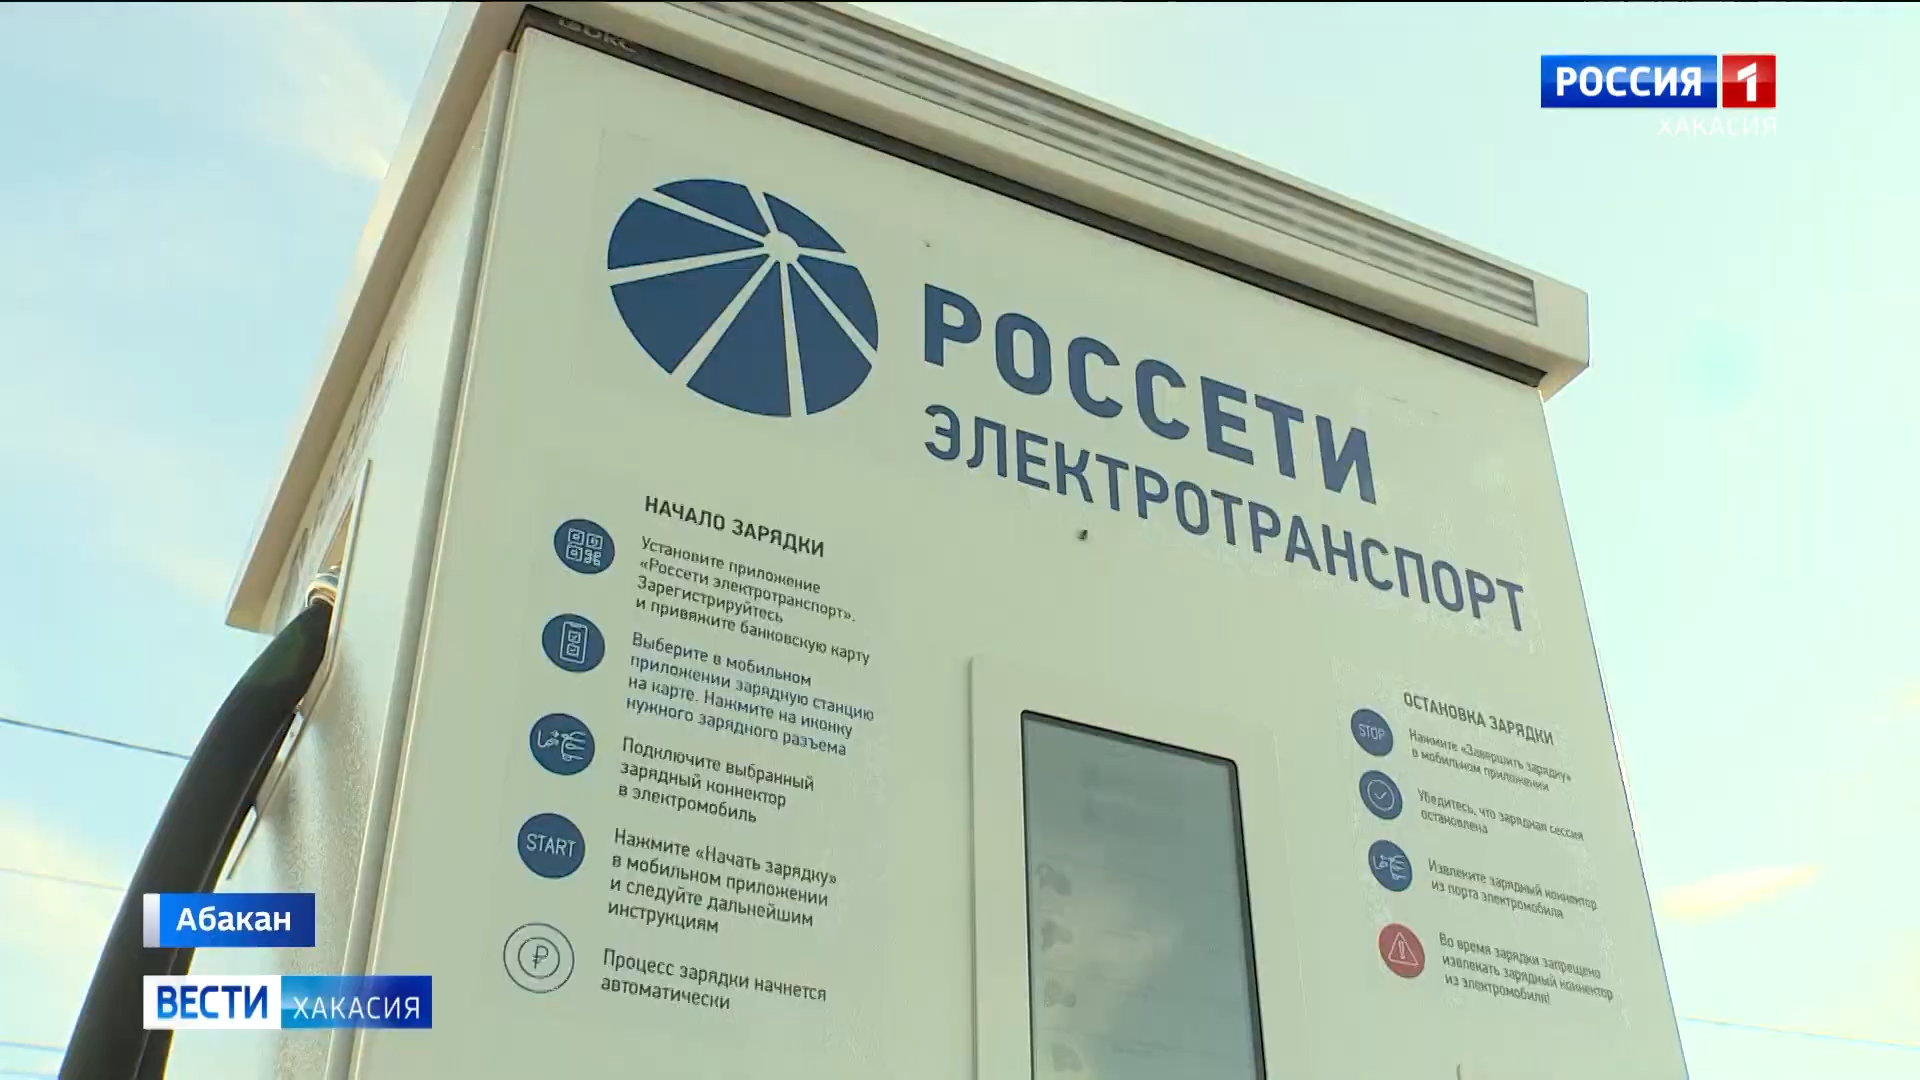 РОССИЯ 1
ХАКАСИЯ
РОССЕТИ
ЭЛЕКТРОТРАНСПОРТ
НАЧАЛО ЗАРЯДКИ
Установите приложение
«Россети электротранспорт».
Зарегистрируйтесь
и привяжите банковскую карту
Выберите в мобильном
приложении зарядную станцию
на карте. Нажмите на иконку
нужного зарядного разъема
Подключите выбранный
зарядный коннектор
в электромобиль
START
Нажмите «Начать зарядку»
в мобильном приложении
и следуйте дальнейшим
инструкциям
₽
Процесс зарядки начнется
автоматически
ОСТАНОВКА ЗАРЯДКИ
STOP
Нажмите «Завершить зарядку»
в мобильном приложении
Убедитесь, что зарядная сессия
остановлена
Извлеките зарядный коннектор
из порта электромобиля
Во время зарядки запрещено
извлекать зарядный коннектор
из электромобиля!
Абакан
ВЕСТИ ХАКАСИЯ